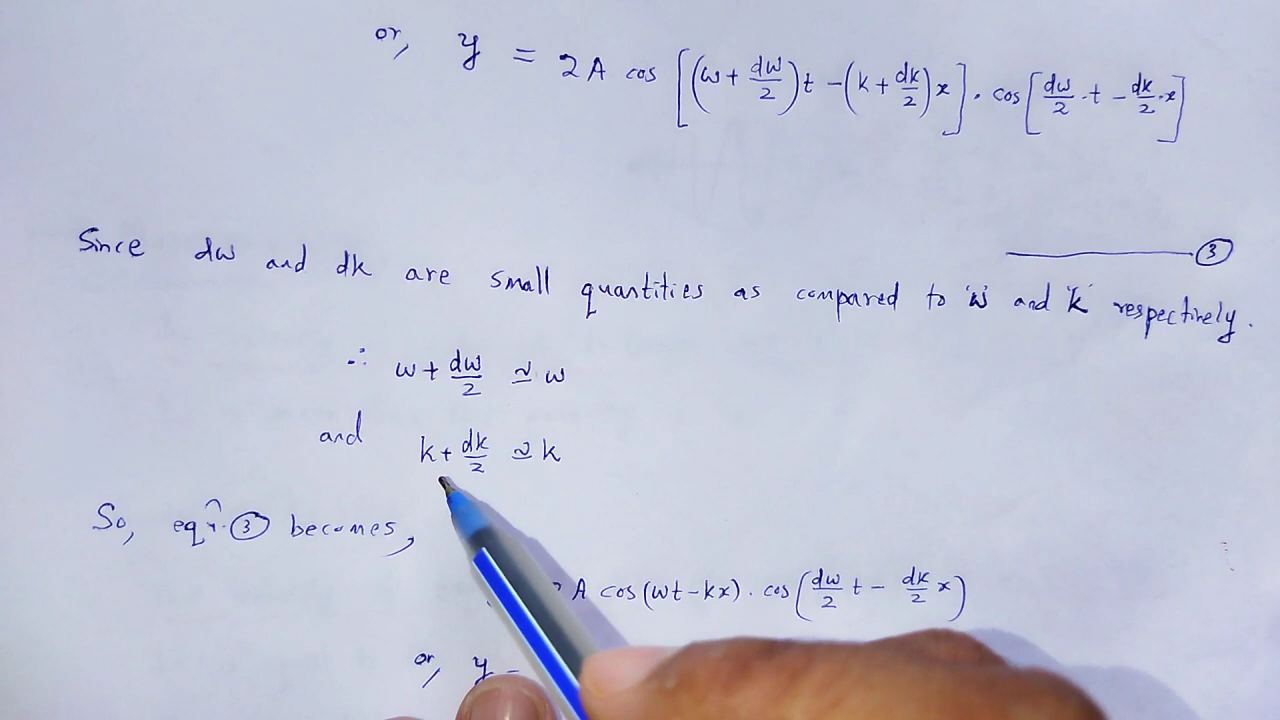 or, y = 2A cos [(ω + dω/2)t - (k + dk/2)x] . cos [dω/2 . t - dk/2 . x]
③
Since dω and dk are small quantities as compared to 'ω' and 'k' respectively.
∴ ω + dω/2 ≃ ω
and k + dk/2 ≃ k
So, eqn. ③ becomes,
A cos(ωt - kx) . cos(dω/2 t - dk/2 x)
or, y